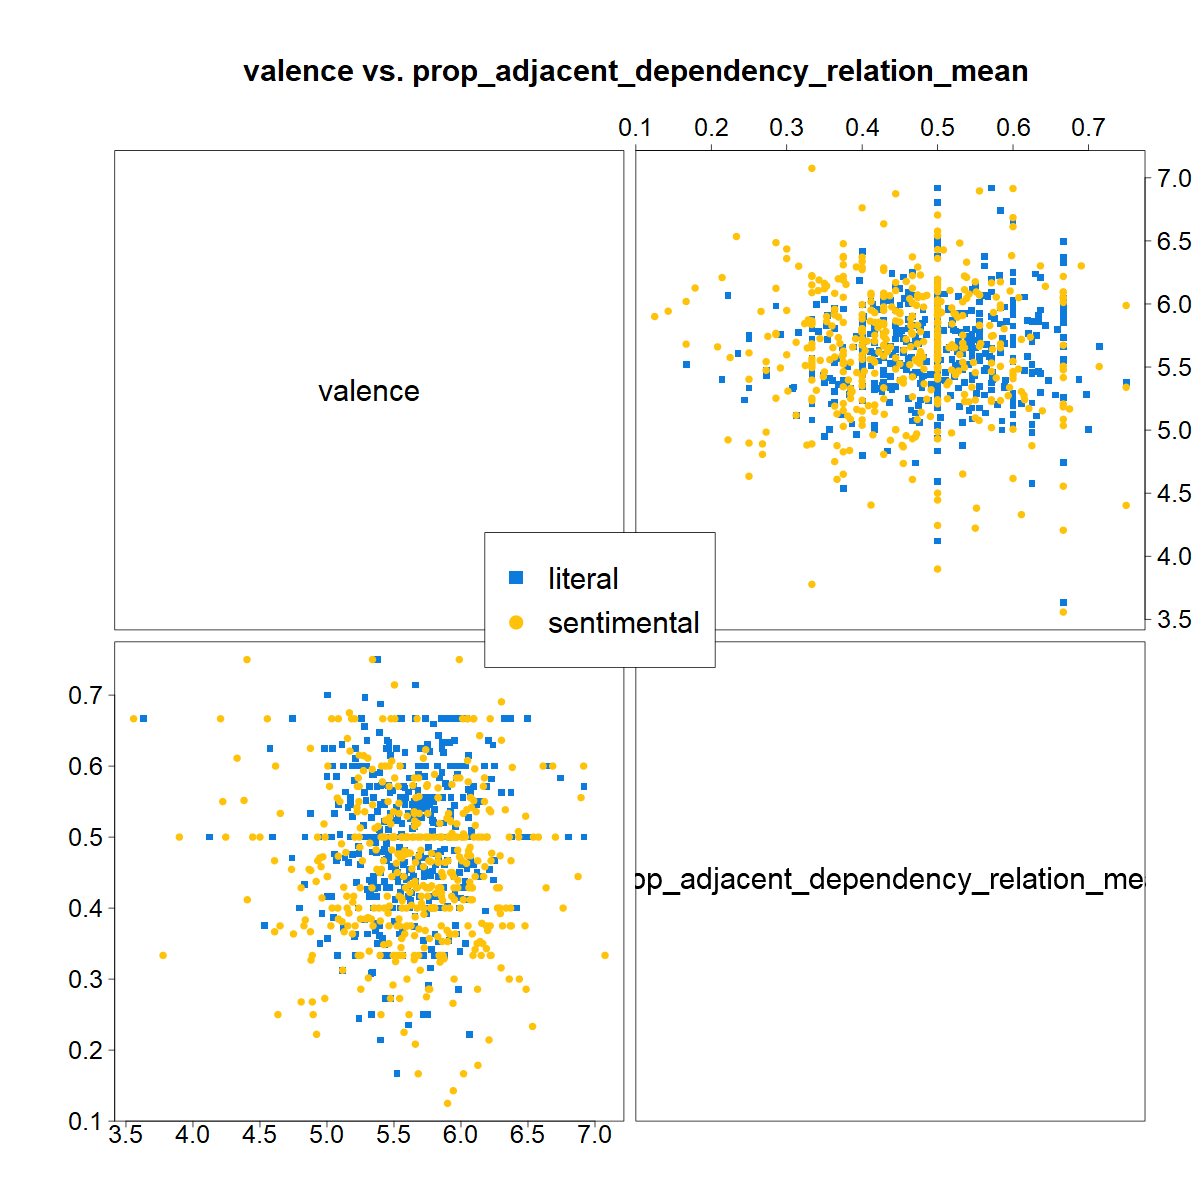 valence vs. prop_adjacent_dependency_relation_mean
0.1 0.2 0.3 0.4 0.5 0.6 0.7
7.0
6.5
6.0
5.5
5.0
4.5
4.0
3.5
valence
literal
sentimental
0.7
0.6
0.5
0.4
0.3
0.2
0.1
op_adjacent_dependency_relation_me
3.5 4.0 4.5 5.0 5.5 6.0 6.5 7.0